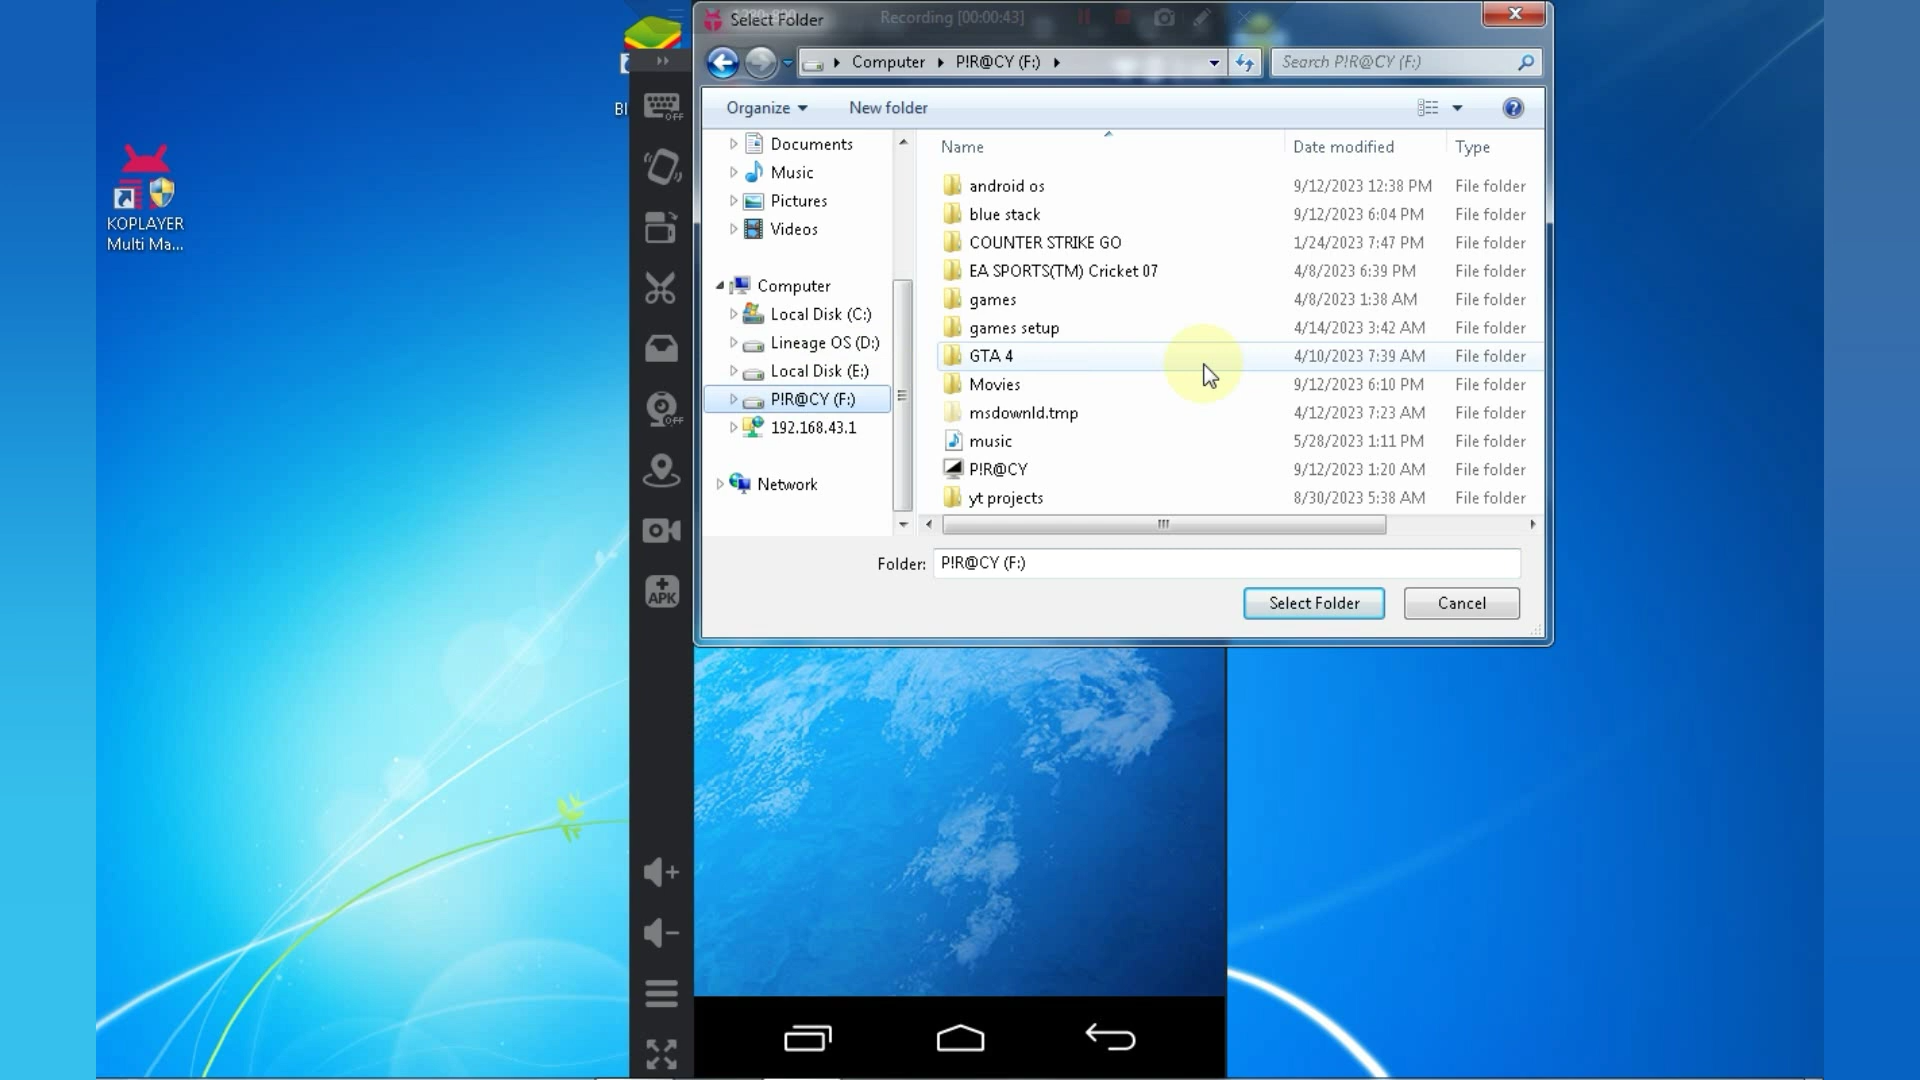 Select Folder
Recording [00:00:43]
Computer P!R@CY (F:)
Search P!R@CY (F:)
Organize New folder
Documents
Music
Pictures
Videos
Computer
Local Disk (C:)
Lineage OS (D:)
Local Disk (E:)
P!R@CY (F:)
192.168.43.1
Network
Name Date modified Type
android os 9/12/2023 12:38 PM File folder
blue stack 9/12/2023 6:04 PM File folder
COUNTER STRIKE GO 1/24/2023 7:47 PM File folder
EA SPORTS(TM) Cricket 07 4/8/2023 6:39 PM File folder
games 4/8/2023 1:38 AM File folder
games setup 4/14/2023 3:42 AM File folder
GTA 4 4/10/2023 7:39 AM File folder
Movies 9/12/2023 6:10 PM File folder
msdownld.tmp 4/12/2023 7:23 AM File folder
music 5/28/2023 1:11 PM File folder
P!R@CY 9/12/2023 1:20 AM File folder
yt projects 8/30/2023 5:38 AM File folder
Folder: P!R@CY (F:)
Select Folder Cancel
KOPLAYER
Multi Ma...
Bl
OFF
OFF
APK